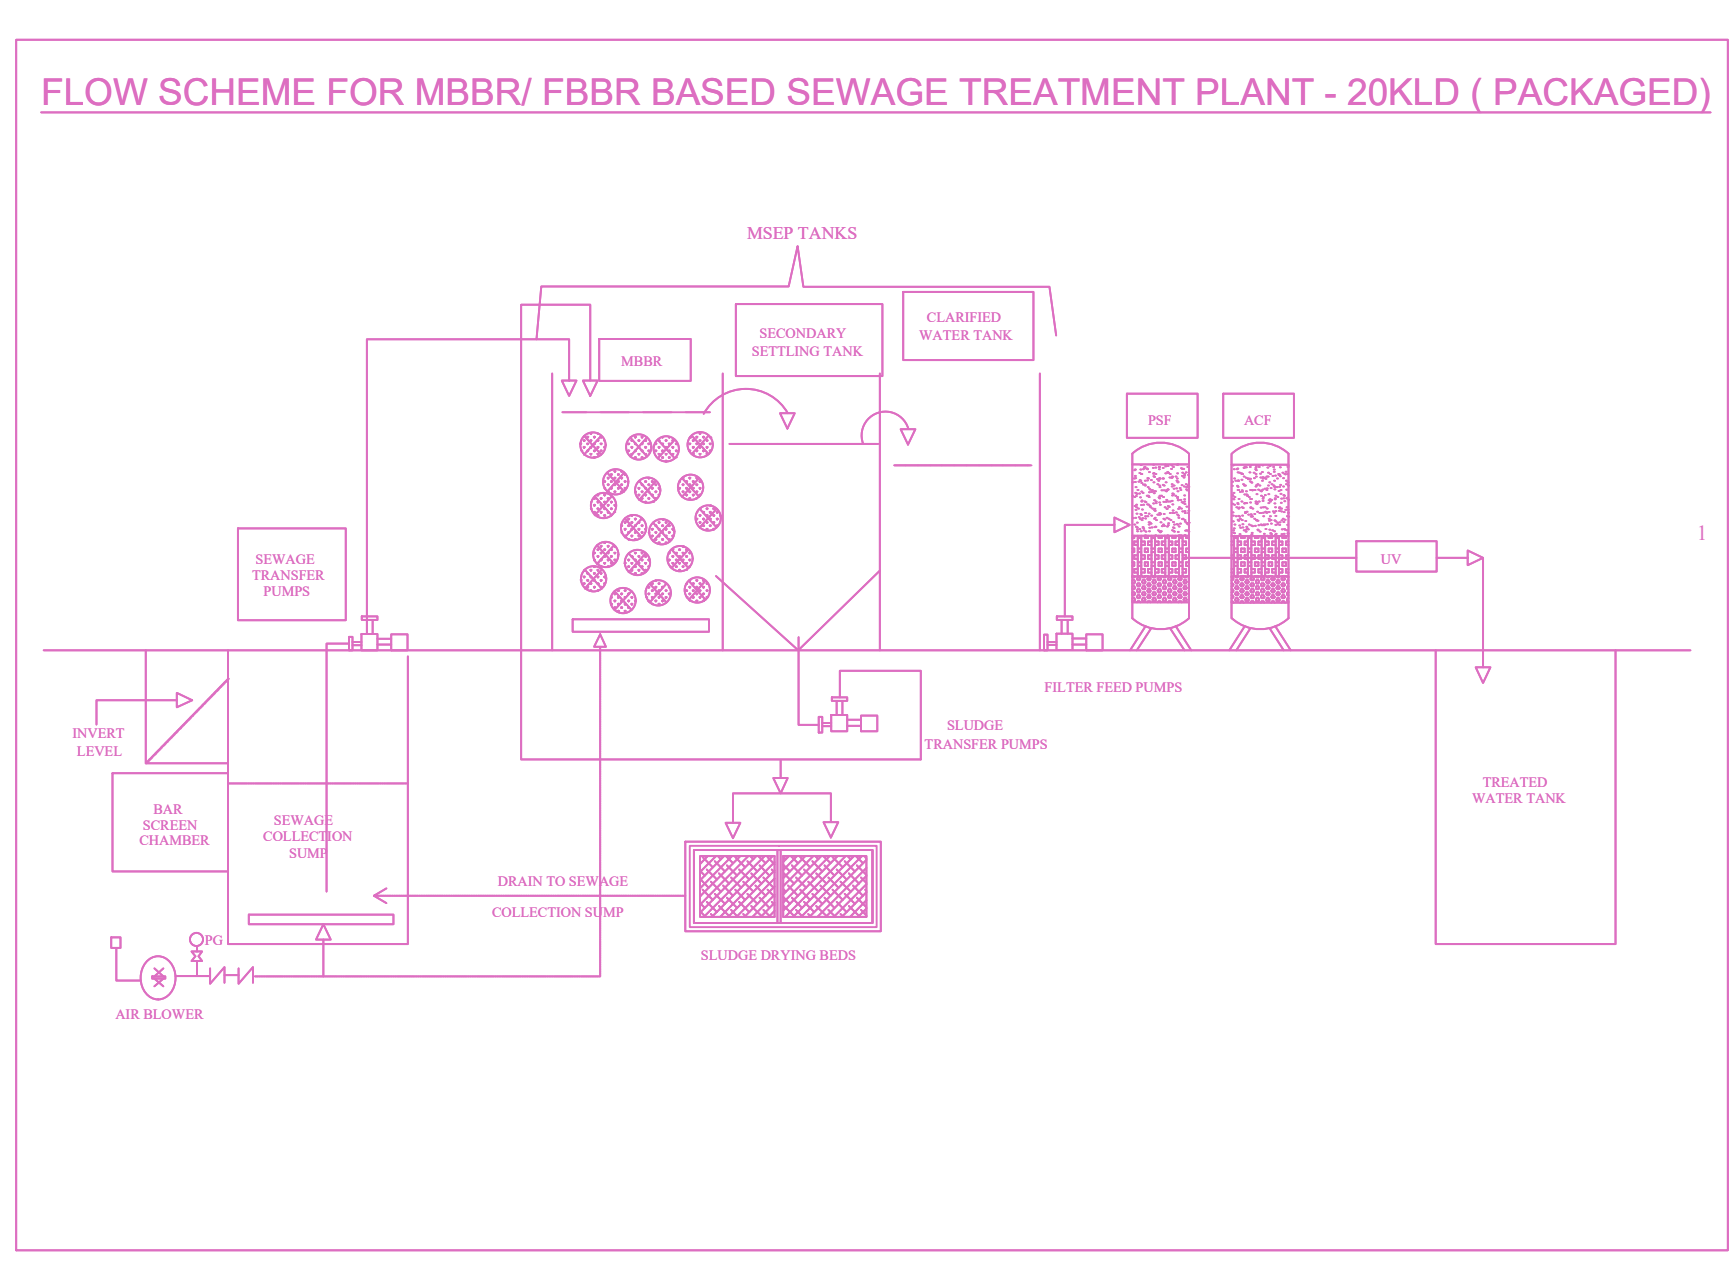 FLOW SCHEME FOR MBBR/ FBBR BASED SEWAGE TREATMENT PLANT - 20KLD ( PACKAGED)
MSEP TANKS
CLARIFIED
WATER TANK
SECONDARY
SETTLING TANK
MBBR
PSF
ACF
1
SEWAGE
TRANSFER
PUMPS
UV
FILTER FEED PUMPS
INVERT
LEVEL
SLUDGE
TRANSFER PUMPS
TREATED
WATER TANK
BAR
SCREEN
CHAMBER
SEWAGE
COLLECTION
SUMP
DRAIN TO SEWAGE
COLLECTION SUMP
PG
SLUDGE DRYING BEDS
AIR BLOWER